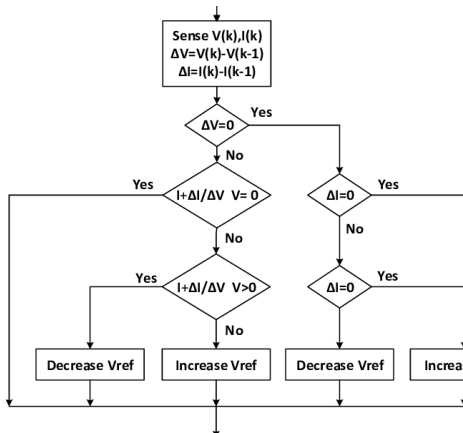 Sense V(k),I(k)
ΔV=V(k)-V(k-1)
ΔI=I(k)-I(k-1)
ΔV=0
Yes
No
Yes
I+ΔI/ΔV V= 0
ΔI=0
Yes
No
No
Yes
I+ΔI/ΔV V>0
ΔI=0
Yes
No
Decrease Vref
Increase Vref
Decrease Vref
Increas